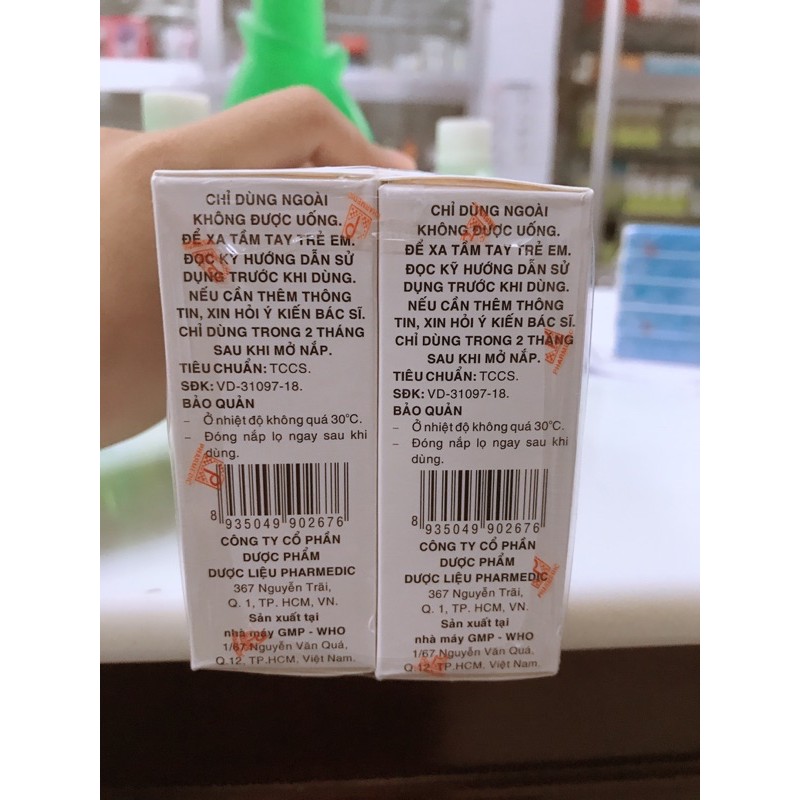 CHỈ DÙNG NGOÀI
KHÔNG ĐƯỢC UỐNG.
ĐỂ XA TẦM TAY TRẺ EM.
ĐỌC KỸ HƯỚNG DẪN SỬ
DỤNG TRƯỚC KHI DÙNG.
NẾU CẦN THÊM THÔNG
TIN, XIN HỎI Ý KIẾN BÁC SĨ.
CHỈ DÙNG TRONG 2 THÁNG
SAU KHI MỞ NẮP.
TIÊU CHUẨN: TCCS.
SĐK: VD-31097-18.
BẢO QUẢN
– Ở nhiệt độ không quá 30°C.
– Đóng nắp lọ ngay sau khi
dùng.
8 935049 902676
CÔNG TY CỔ PHẦN
DƯỢC PHẨM
DƯỢC LIỆU PHARMEDIC
367 Nguyễn Trãi,
Q. 1, TP. HCM, VN.
Sản xuất tại
nhà máy GMP - WHO
1/67 Nguyễn Văn Quá,
Q.12, TP.HCM, Việt Nam.
PHARMEDIC
PHARMEDIC
CHỈ DÙNG NGOÀI
KHÔNG ĐƯỢC UỐNG.
ĐỂ XA TẦM TAY TRẺ EM.
ĐỌC KỸ HƯỚNG DẪN SỬ
DỤNG TRƯỚC KHI DÙNG.
NẾU CẦN THÊM THÔNG
TIN, XIN HỎI Ý KIẾN BÁC SĨ.
CHỈ DÙNG TRONG 2 THÁNG
SAU KHI MỞ NẮP.
TIÊU CHUẨN: TCCS.
SĐK: VD-31097-18.
BẢO QUẢN
– Ở nhiệt độ không quá 30°C.
– Đóng nắp lọ ngay sau khi
dùng.
8 935049 902676
CÔNG TY CỔ PHẦN
DƯỢC PHẨM
DƯỢC LIỆU PHARMEDIC
367 Nguyễn Trãi,
Q. 1, TP. HCM, VN.
Sản xuất tại
nhà máy GMP - WHO
1/67 Nguyễn Văn Quá,
Q.12, TP.HCM, Việt Nam.
PHARMEDIC
PHARMEDIC